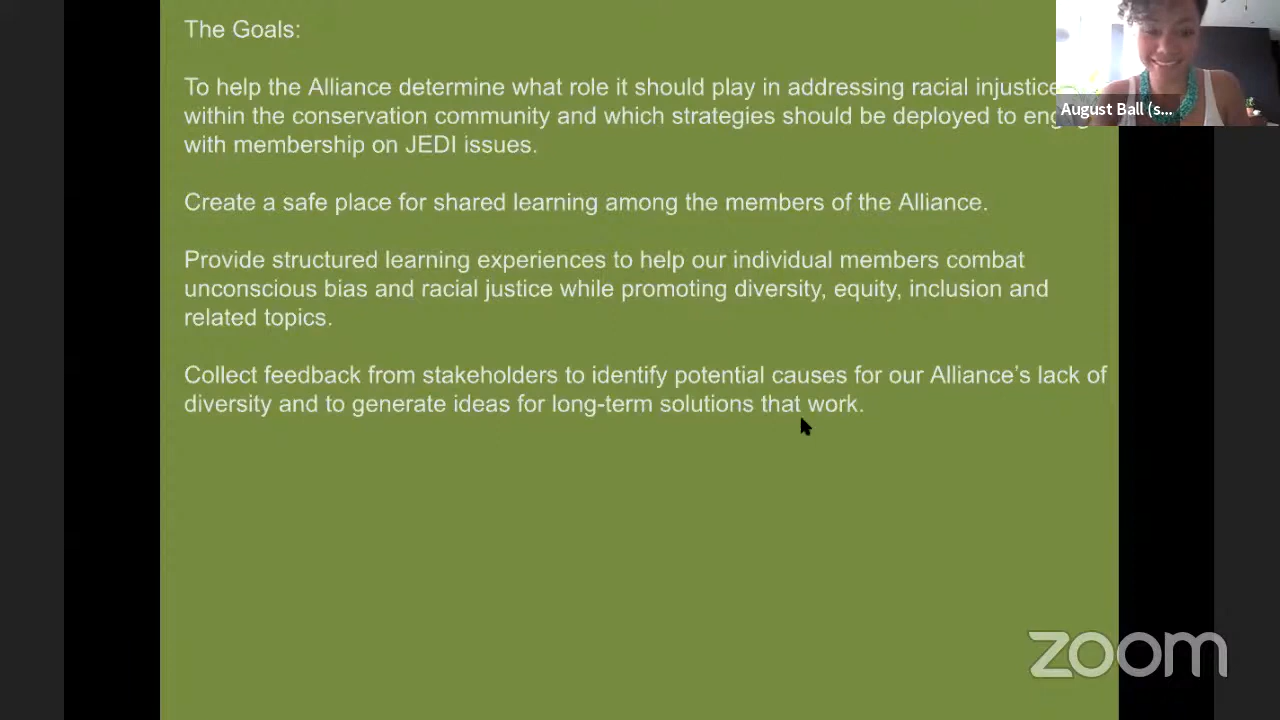 The Goals:
To help the Alliance determine what role it should play in addressing racial injustice
within the conservation community and which strategies should be deployed to
with membership on JEDI issues.
Create a safe place for shared learning among the members of the Alliance.
Provide structured learning experiences to help our individual members combat
unconscious bias and racial justice while promoting diversity, equity, inclusion and
related topics.
Collect feedback from stakeholders to identify potential causes for our Alliance’s lack of
diversity and to generate ideas for long-term solutions that work.
August Ball (s...
zoom